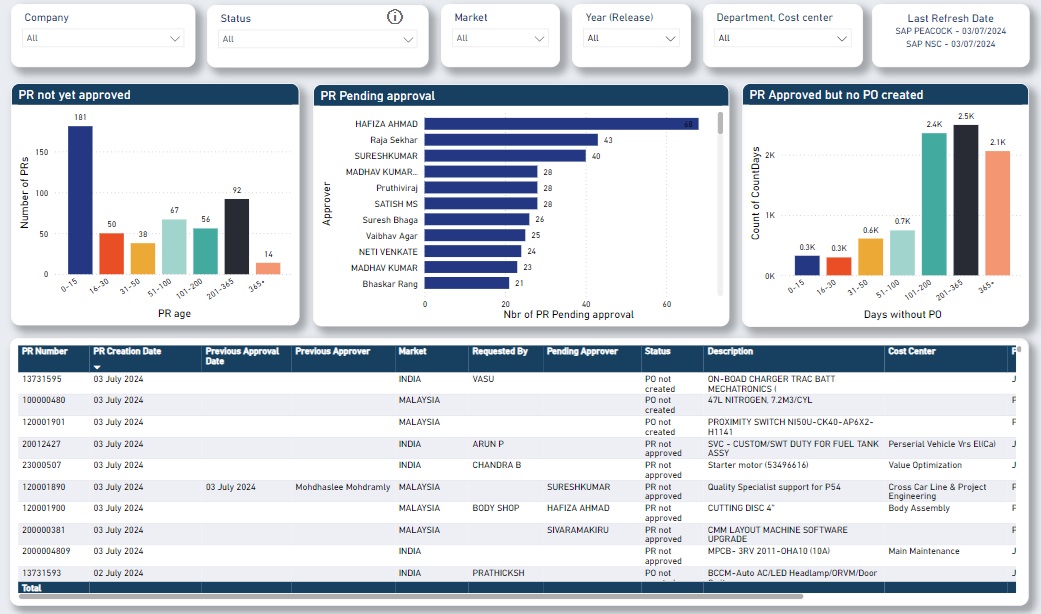 Company
All
Status
All
Market
All
Year (Release)
All
Department, Cost center
All
Last Refresh Date
SAP PEACOCK - 03/07/2024
SAP NSC - 03/07/2024
PR not yet approved
Number of PRs
150
100
50
0
181
50
38
67
56
92
14
0-15
16-30
31-50
51-100
101-200
201-365
365+
PR age
PR Pending approval
Approver
HAFIZA AHMAD 68
Raja Sekhar 43
SURESHKUMAR 40
MADHAV KUMAR... 28
Pruthiviraj 28
SATISH MS 28
Suresh Bhaga 26
Vaibhav Agar 25
NETI VENKATE 24
MADHAV KUMAR 23
Bhaskar Rang 21
0 20 40 60
Nbr of PR Pending approval
PR Approved but no PO created
Count of CountDays
2K
1K
0K
0.3K
0.3K
0.6K
0.7K
2.4K
2.5K
2.1K
0-15
16-30
31-50
51-100
101-200
201-365
365+
Days without PO
PR Number PR Creation Date Previous Approval Previous Approver Market Requested By Pending Approver Status Description Cost Center
Date
13731595 03 July 2024 INDIA VASU PO not ON-BOAD CHARGER TRAC BATT
created MECHATRONICS (
100000480 03 July 2024 MALAYSIA PO not 47L NITROGEN, 7.2M3/CYL
created
120001901 03 July 2024 MALAYSIA PO not PROXIMITY SWITCH NI50U-CK40-AP6X2-
created H1141
20012427 03 July 2024 INDIA ARUN P PR not SVC - CUSTOM/SWT DUTY FOR FUEL TANK Perserial Vehicle Vrs El(Ca)
approved ASSY
23000507 03 July 2024 INDIA CHANDRA B PR not Starter motor (53496616) Value Optimization
approved
120001890 03 July 2024 03 July 2024 Mohdhaslee Mohdramly MALAYSIA SURESHKUMAR PR not Quality Specialist support for P54 Cross Car Line & Project
approved Engineering
120001900 03 July 2024 MALAYSIA BODY SHOP HAFIZA AHMAD PR not CUTTING DISC 4" Body Assembly
approved
200000381 03 July 2024 MALAYSIA SIVARAMAKIRU PR not CMM LAYOUT MACHINE SOFTWARE
approved UPGRADE
2000004809 03 July 2024 INDIA PR not MPCB- 3RV 2011-0HA10 (10A) Main Maintenance
approved
13731593 02 July 2024 INDIA PRATHICKSH PO not BCCM-Auto AC/LED Headlamp/ORVM/Door
Total